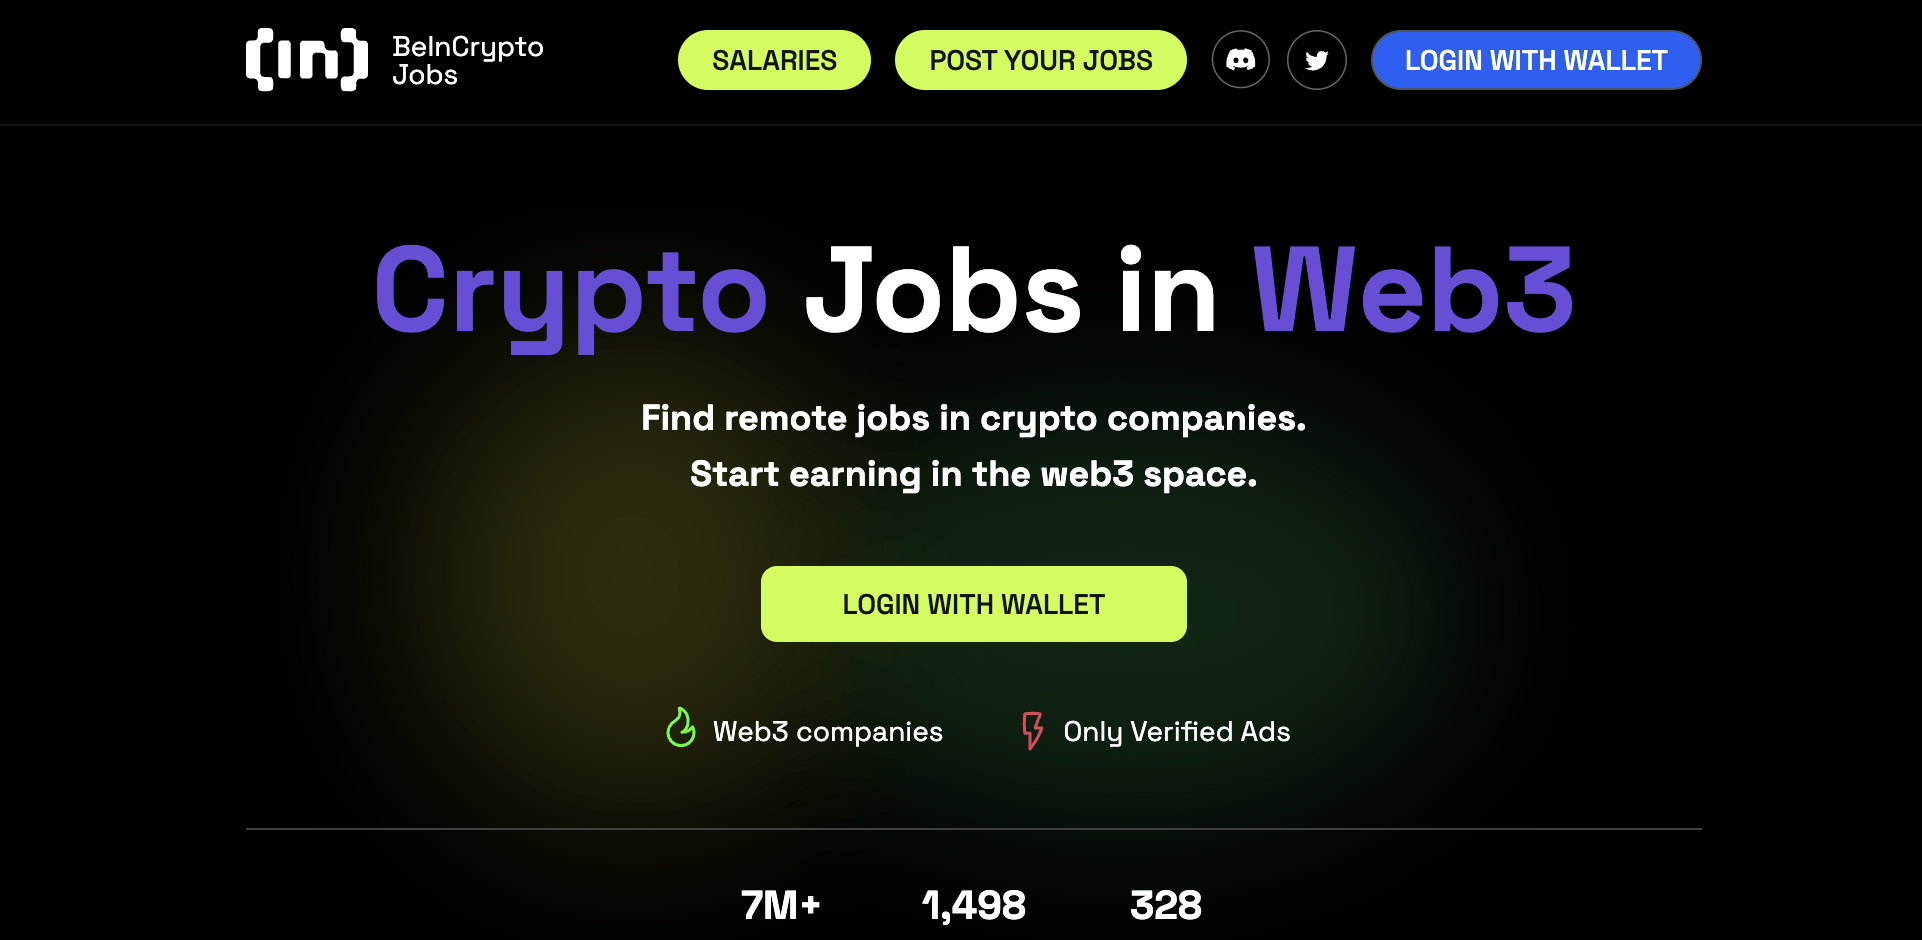 [in] BeInCrypto
Jobs
SALARIES
POST YOUR JOBS
LOGIN WITH WALLET
Crypto Jobs in Web3
Find remote jobs in crypto companies.
Start earning in the web3 space.
LOGIN WITH WALLET
Web3 companies
Only Verified Ads
7M+
1,498
328